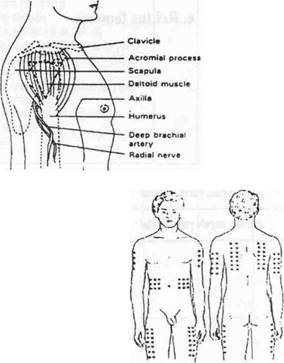 Clavicle
Acromial process
Scapula
Deltoid muscle
Axilla
Humerus
Deep brachial
artery
Radial nerve